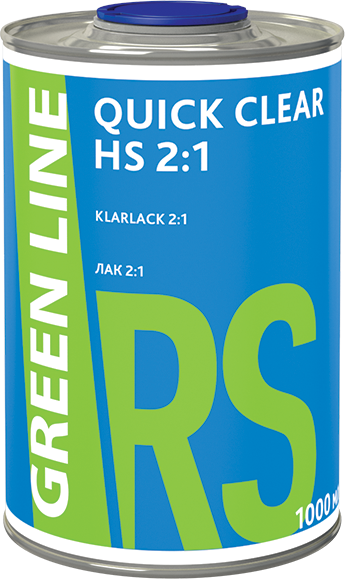 GREEN LINE
QUICK CLEAR
HS 2:1
KLARLACK 2:1
ЛАК 2:1
RS
1000